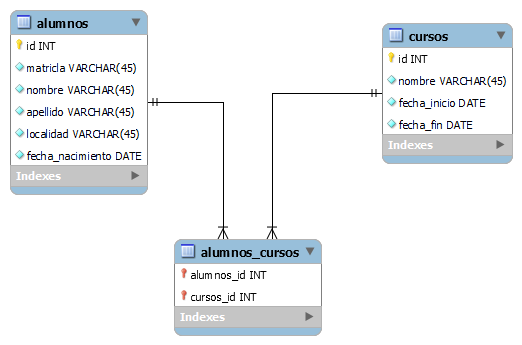 alumnos
id INT
matricla VARCHAR(45)
nombre VARCHAR(45)
apellido VARCHAR(45)
localidad VARCHAR(45)
fecha_nacimiento DATE
Indexes
cursos
id INT
nombre VARCHAR(45)
fecha_inicio DATE
fecha_fin DATE
Indexes
alumnos_cursos
alumnos_id INT
cursos_id INT
Indexes